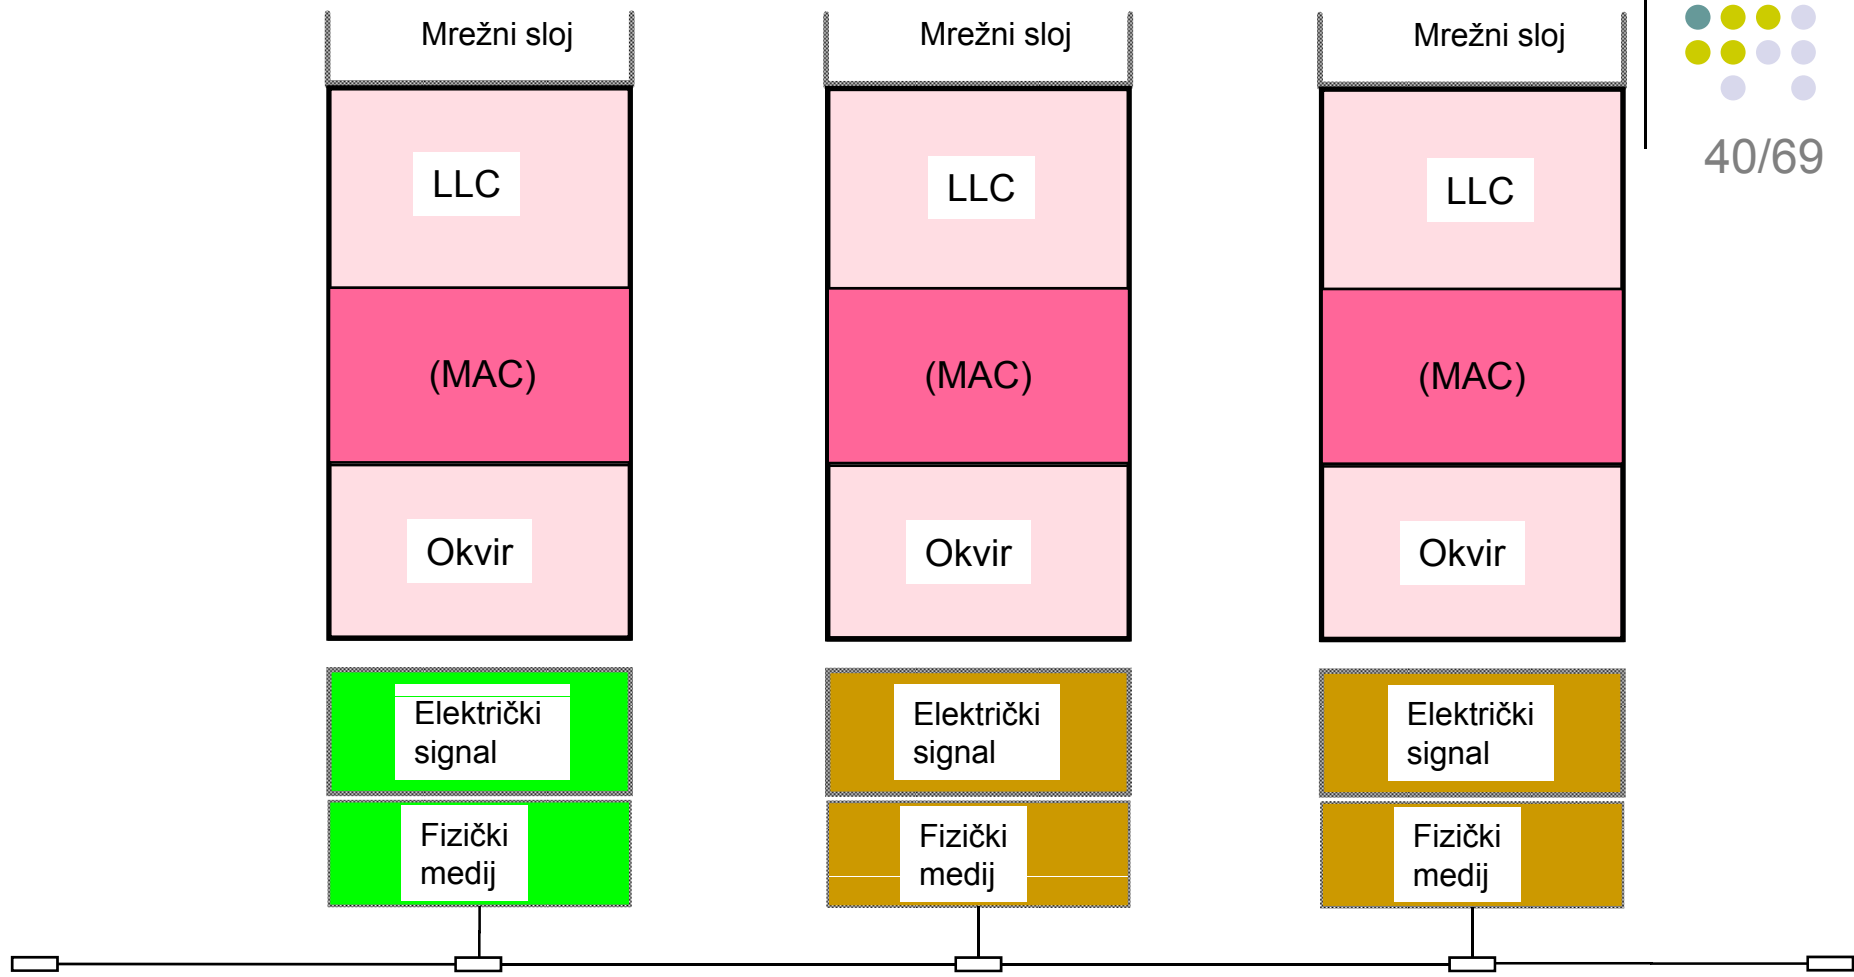 Mrežni sloj
Mrežni sloj
Mrežni sloj
40/69
LLC
LLC
LLC
(MAC)
(MAC)
(MAC)
Okvir
Okvir
Okvir
Električki
signal
Električki
signal
Električki
signal
Fizički
medij
Fizički
medij
Fizički
medij